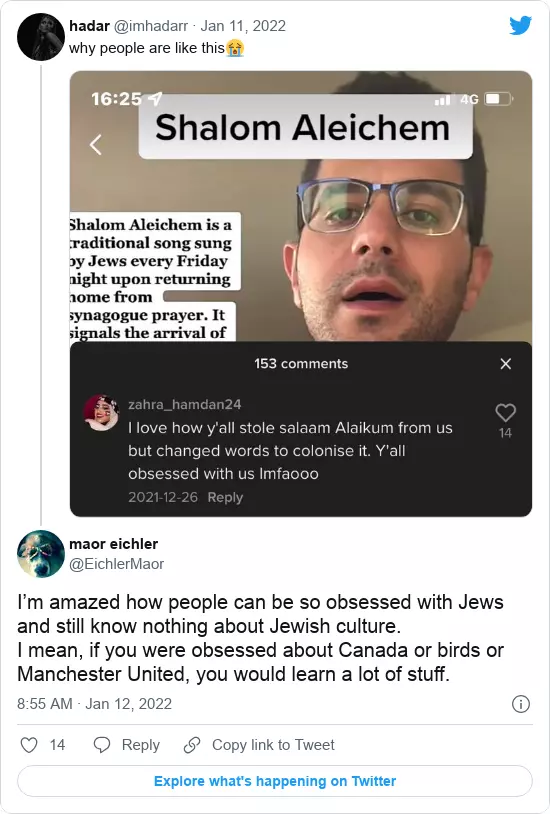 hadar @imhadarr · Jan 11, 2022
why people are like this😭
16:25
4G
Shalom Aleichem
Shalom Aleichem is a
traditional song sung
by Jews every Friday
night upon returning
home from
synagogue prayer. It
signals the arrival of
153 comments
zahra_hamdan24
I love how y'all stole salaam Alaikum from us
but changed words to colonise it. Y'all
obsessed with us lmfaooo
14
2021-12-26 Reply
maor eichler
@EichlerMaor
I’m amazed how people can be so obsessed with Jews
and still know nothing about Jewish culture.
I mean, if you were obsessed about Canada or birds or
Manchester United, you would learn a lot of stuff.
8:55 AM · Jan 12, 2022
14 Reply Copy link to Tweet
Explore what's happening on Twitter